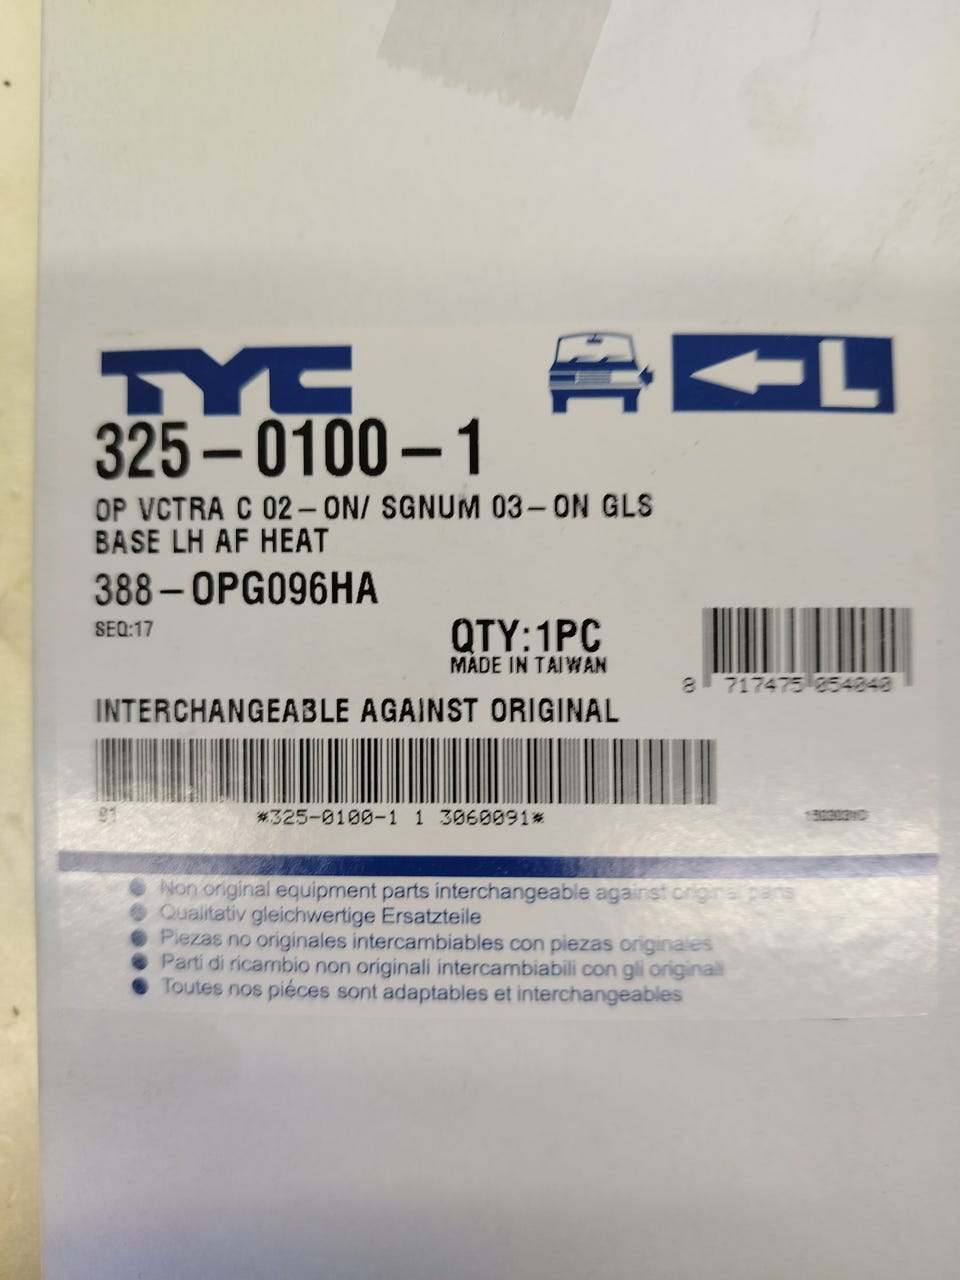 TYC
L
325-0100-1
OP VCTRA C 02-ON/ SGNUM 03-ON GLS
BASE LH AF HEAT
388-OPG096HA
SEQ:17
QTY:1PC
MADE IN TAIWAN
8 717475 054040
INTERCHANGEABLE AGAINST ORIGINAL
*325-0100-1 1 3060091*
Non original equipment parts interchangeable against original parts
Qualitativ gleichwertige Ersatzteile
Piezas no originales intercambiables con piezas originales
Parti di ricambio non originali intercambiabili con gli originali
Toutes nos piéces sont adaptables et interchangeables